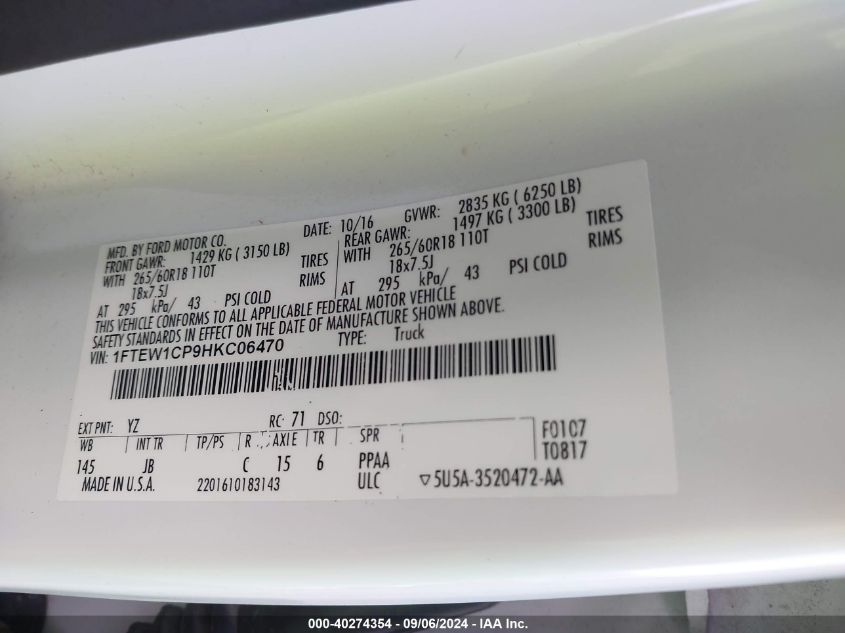 MFD. BY FORD MOTOR CO. DATE: 10/16 GVWR: 2835 KG ( 6250 LB)
FRONT GAWR: 1429 KG ( 3150 LB) REAR GAWR: 1497 KG ( 3300 LB)
WITH 265/60R18 110T TIRES WITH 265/60R18 110T TIRES
18x7.5J RIMS 18x7.5J RIMS
AT 295 kPa/ 43 PSI COLD AT 295 kPa/ 43 PSI COLD
THIS VEHICLE CONFORMS TO ALL APPLICABLE FEDERAL MOTOR VEHICLE
SAFETY STANDARDS IN EFFECT ON THE DATE OF MANUFACTURE SHOWN ABOVE.
VIN: 1FTEW1CP9HKC06470 TYPE: Truck
EXT PNT: YZ RC: 71 DSO: F0107
WB INT TR TP/PS R AXLE TR SPR T0817
145 JB C 15 6 PPAA
MADE IN U.S.A. 2201610183143 ULC ▽5U5A-3520472-AA
000-40274354 - 09/06/2024 - IAA Inc.